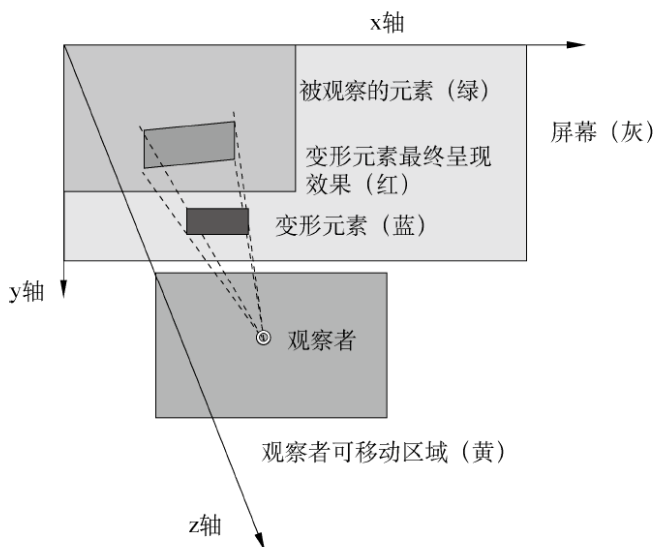 x轴
被观察的元素（绿）
屏幕（灰）
变形元素最终呈现
效果（红）
变形元素（蓝）
y轴
观察者
观察者可移动区域（黄）
z轴